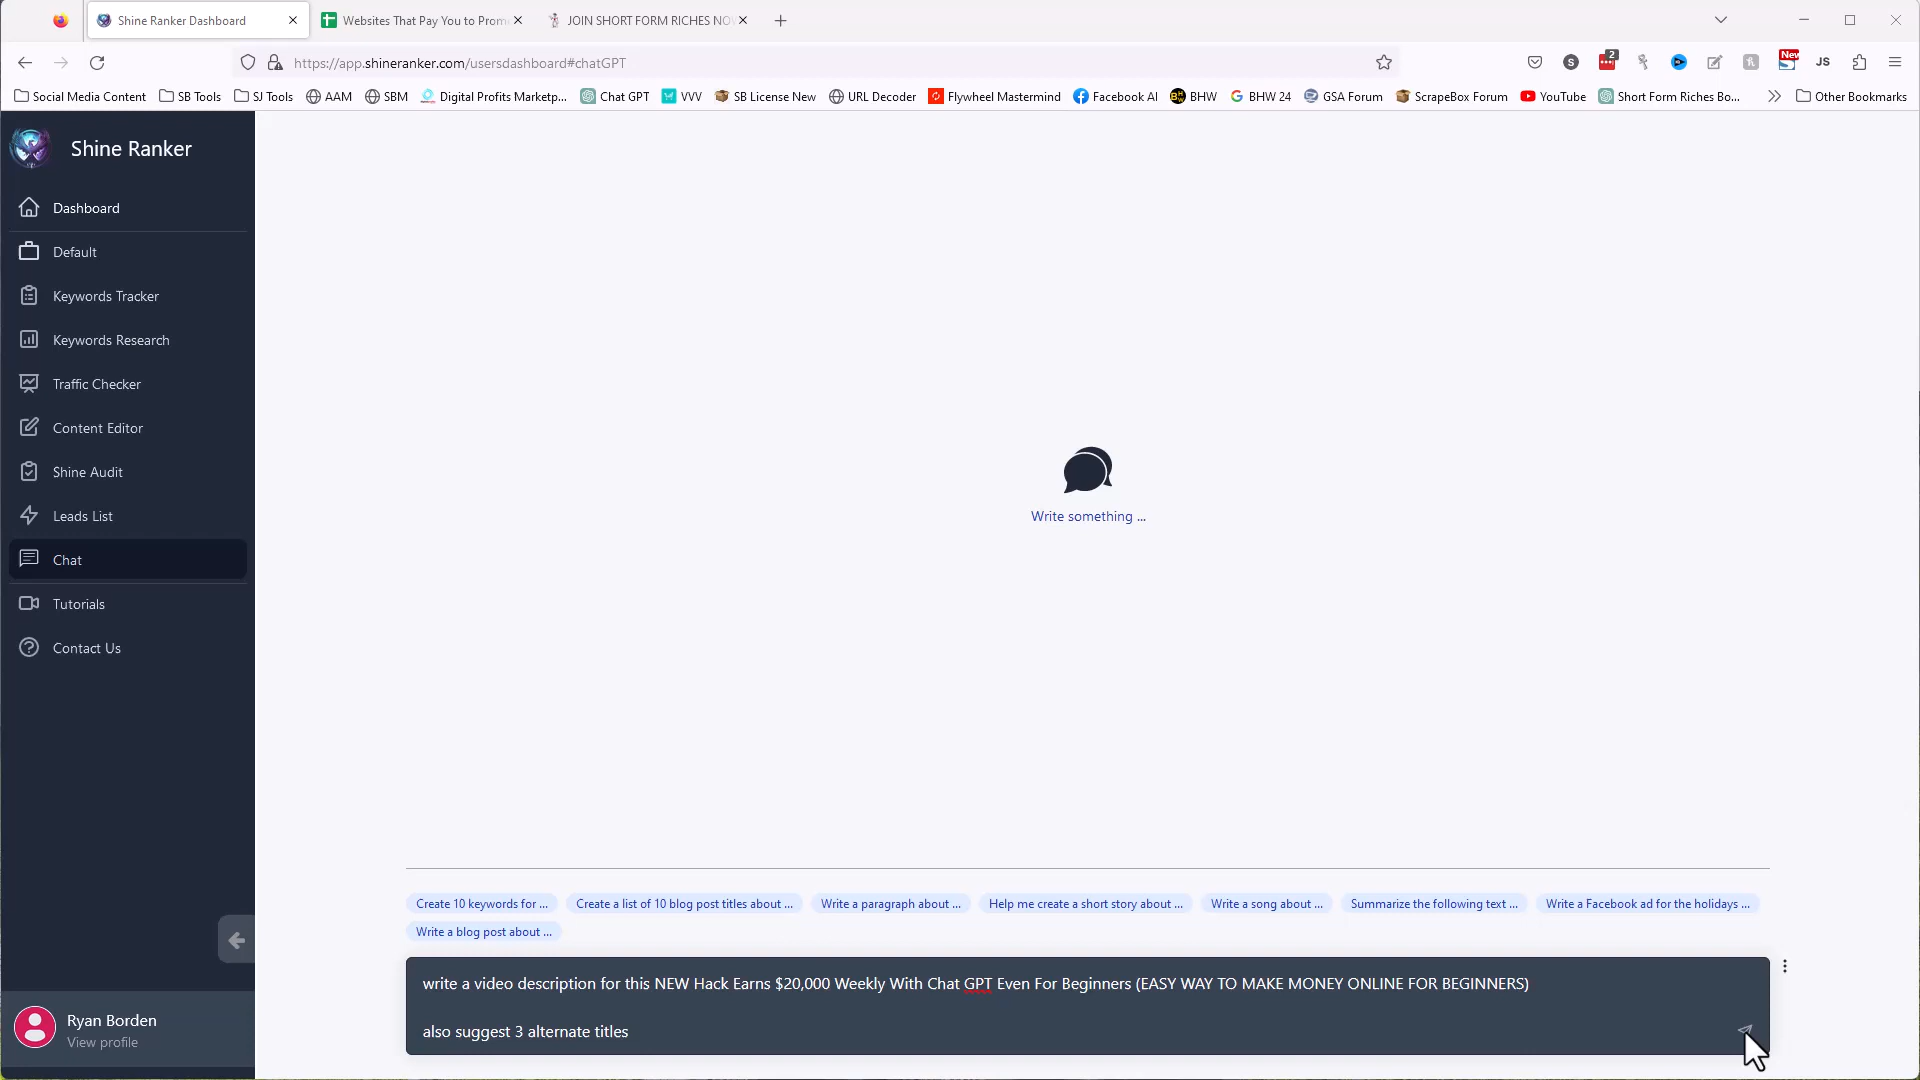 Shine Ranker Dashboard
Websites That Pay You to Prom
JOIN SHORT FORM RICHES NO
https://app.shineranker.com/usersdashboard#chatGPT
2
New
JS
Social Media Content
SB Tools
SJ Tools
AAM
SBM
Digital Profits Marketp...
Chat GPT
VVV
SB License New
URL Decoder
Flywheel Mastermind
Facebook AI
BHW
BHW 24
GSA Forum
ScrapeBox Forum
YouTube
Short Form Riches Bo...
Other Bookmarks
Shine Ranker
Dashboard
Default
Keywords Tracker
Keywords Research
Traffic Checker
Content Editor
Shine Audit
Leads List
Chat
Tutorials
Contact Us
Ryan Borden
View profile
Write something ...
Create 10 keywords for ...
Create a list of 10 blog post titles about ...
Write a paragraph about ...
Help me create a short story about ...
Write a song about ...
Summarize the following text ...
Write a Facebook ad for the holidays ...
Write a blog post about ...
write a video description for this NEW Hack Earns $20,000 Weekly With Chat GPT Even For Beginners (EASY WAY TO MAKE MONEY ONLINE FOR BEGINNERS)
also suggest 3 alternate titles